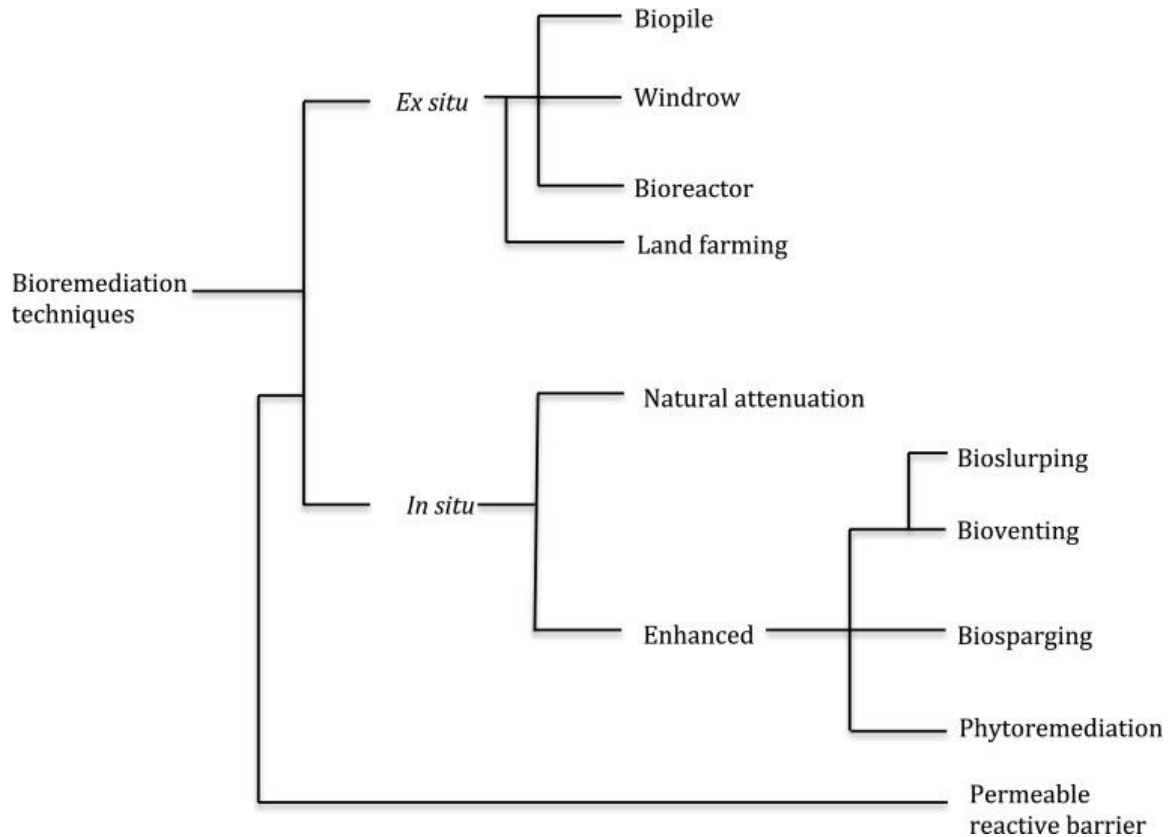 Biopile
Ex situ
Windrow
Bioreactor
Land farming
Bioremediation
techniques
Natural attenuation
Bioslurping
In situ
Bioventing
Enhanced
Biosparging
Phytoremediation
Permeable
reactive barrier